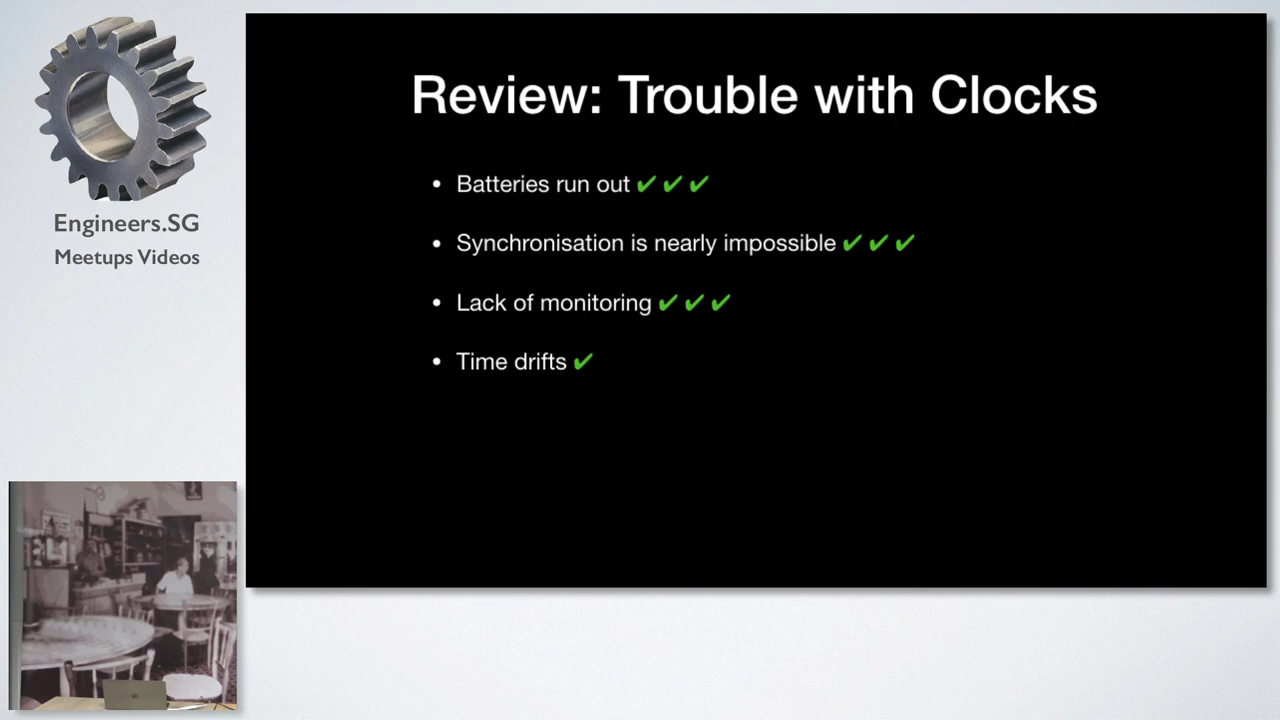 Engineers.SG
Meetups Videos
Review: Trouble with Clocks
• Batteries run out ✔ ✔ ✔
• Synchronisation is nearly impossible ✔ ✔ ✔
• Lack of monitoring ✔ ✔ ✔
• Time drifts ✔